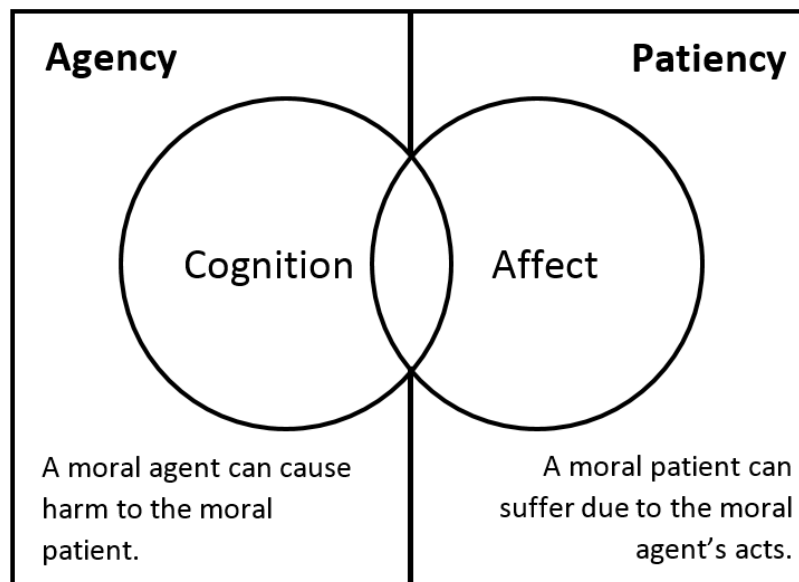 Agency
Patiency
Cognition
Affect
A moral agent can cause
harm to the moral
patient.
A moral patient can
suffer due to the moral
agent’s acts.